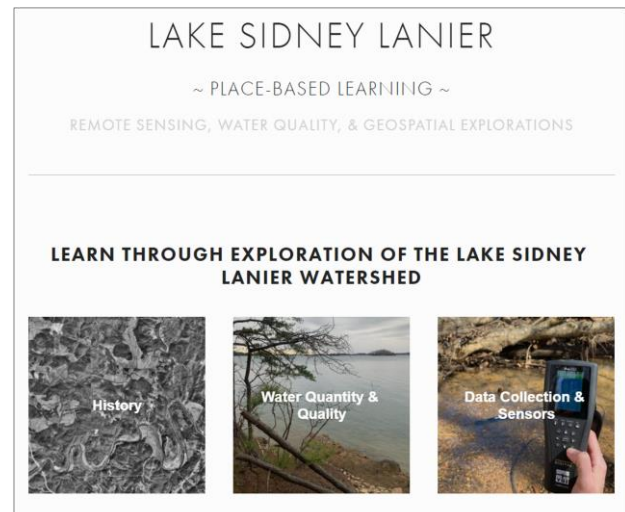 LAKE SIDNEY LANIER
~ PLACE-BASED LEARNING ~
REMOTE SENSING, WATER QUALITY, & GEOSPATIAL EXPLORATIONS
LEARN THROUGH EXPLORATION OF THE LAKE SIDNEY
LANIER WATERSHED
History
Water Quantity &
Quality
Data Collection &
Sensors